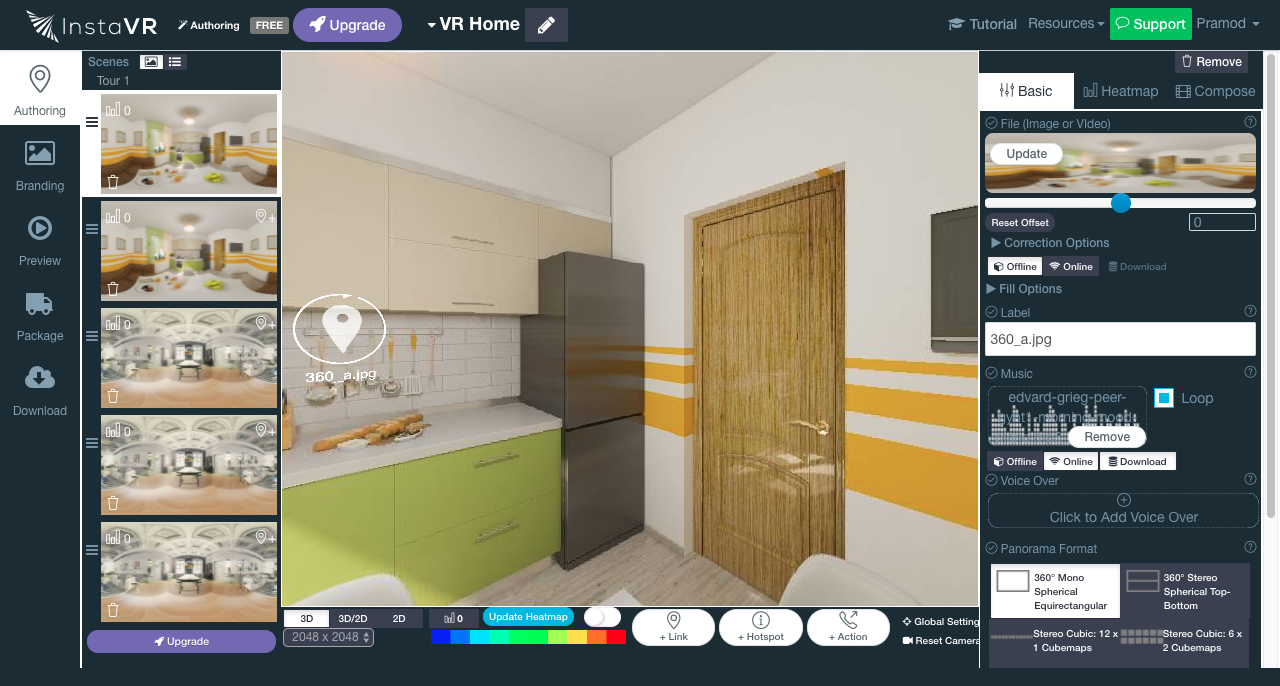 InstaVR
Authoring
FREE
Upgrade
VR Home
Tutorial
Resources
Support
Pramod
Authoring
Branding
Preview
Package
Download
Scenes
Tour 1
0
0
0
0
0
Upgrade
360_a.jpg
3D
3D/2D
2D
0
Update Heatmap
2048 x 2048
+ Link
+ Hotspot
+ Action
Global Setting
Reset Camera
Remove
Basic
Heatmap
Compose
File (Image or VIdeo)
Update
Reset Offset
0
Correction Options
Offline
Online
Download
Fill Options
Label
360_a.jpg
Music
edvard-grieg-peer-
Loop
Remove
Offline
Online
Download
Voice Over
Click to Add Voice Over
Panorama Format
360° Mono
Spherical
Equirectangular
360° Stereo
Spherical Top-
Bottom
Stereo Cubic: 12 x
1 Cubemaps
Stereo Cubic: 6 x
2 Cubemaps